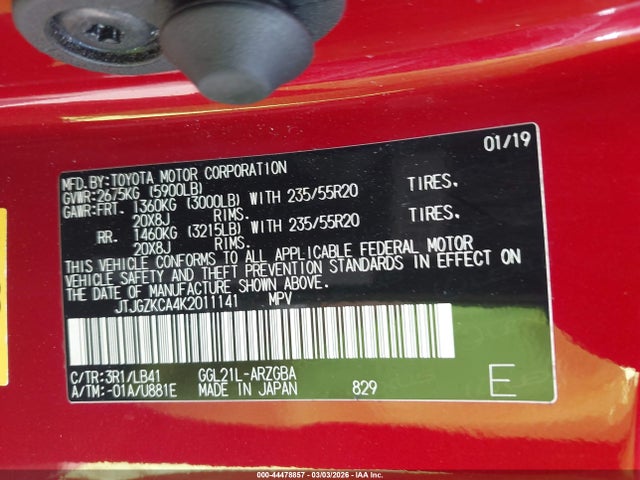 01/19
MFD.BY:TOYOTA MOTOR CORPORATION
GVWR:2675KG (5900LB)
GAWR:FRT. 1360KG (3000LB) WITH 235/55R20 TIRES.
20X8J RIMS.
RR. 1460KG (3215LB) WITH 235/55R20 TIRES.
20X8J RIMS.
THIS VEHICLE CONFORMS TO ALL APPLICABLE FEDERAL MOTOR
VEHICLE SAFETY AND THEFT PREVENTION STANDARDS IN EFFECT ON
THE DATE OF MANUFACTURE SHOWN ABOVE.
JTJGZKCA4K2011141 MPV
C/TR:3R1/LB41 GGL21L-ARZGBA
A/TM:-01A/U881E MADE IN JAPAN 829 E
000-44478857 - 03/03/2026 - IAAI.COM